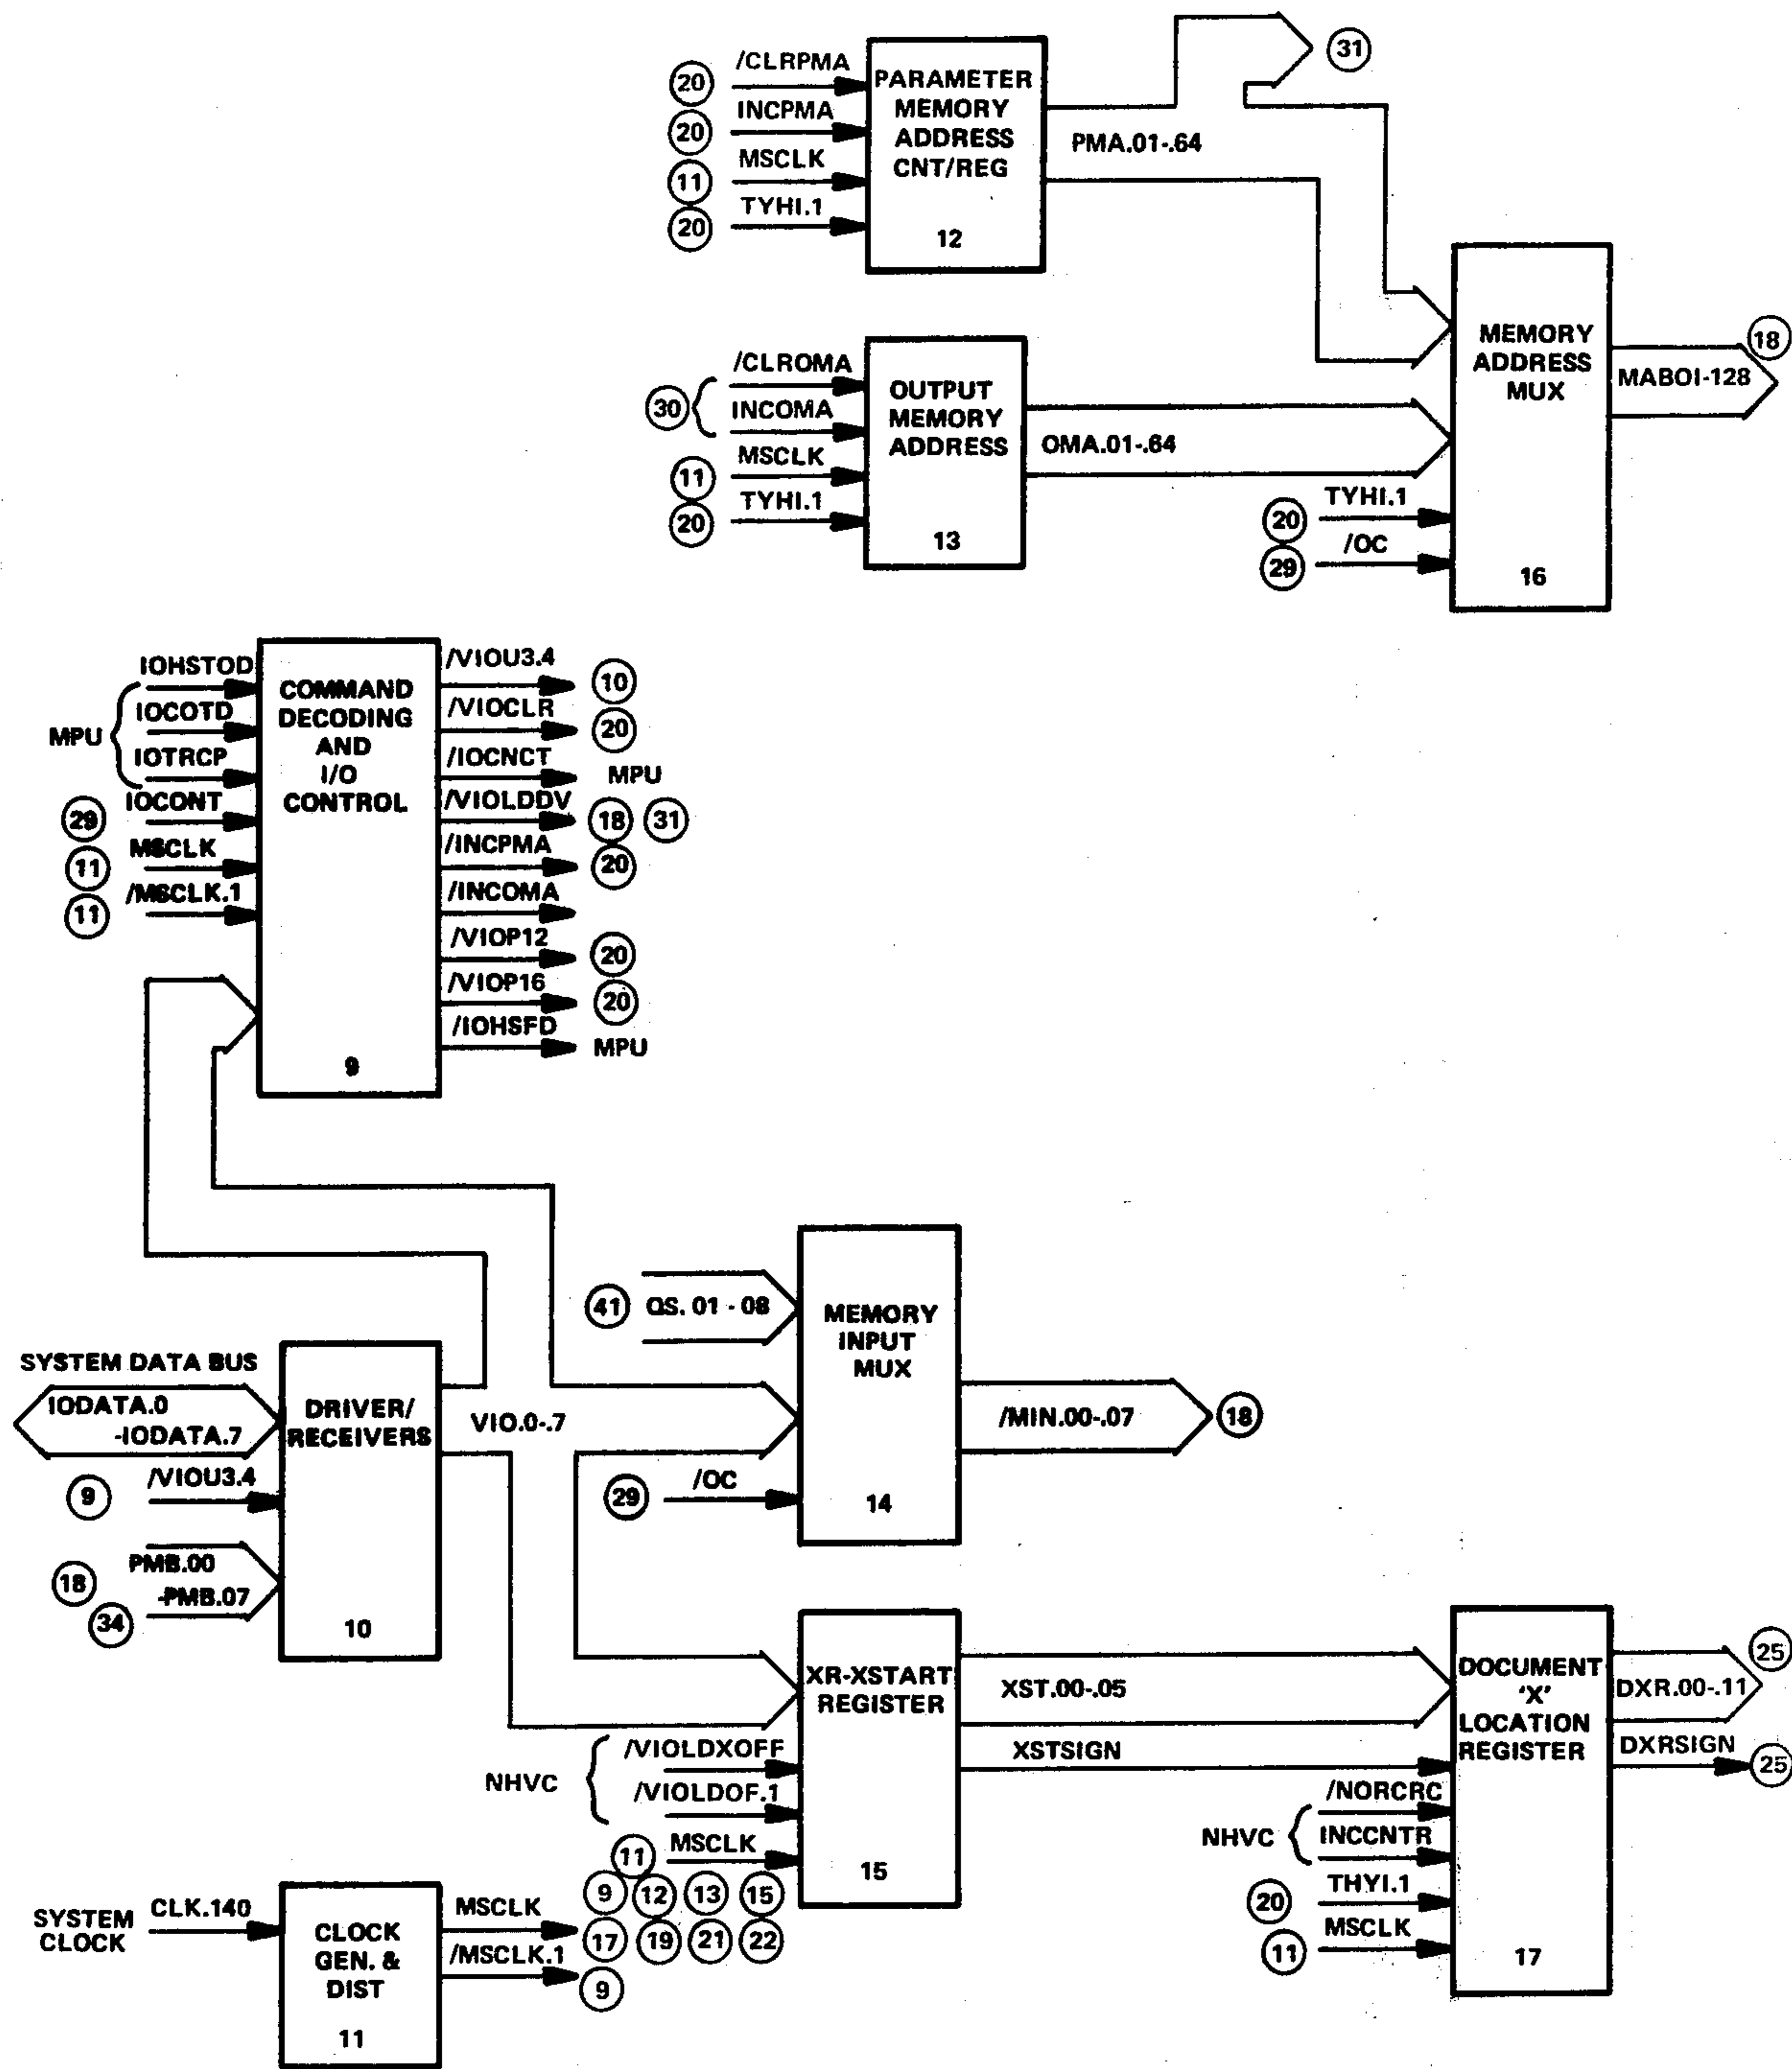 /CLRPMA
20
INCPMA
20
MSCLK
11
TYHI.1
20
PARAMETER
MEMORY
ADDRESS
CNT/REG
12
PMA.01-.64
31
/CLROMA
30
INCOMA
MSCLK
11
TYHI.1
20
OUTPUT
MEMORY
ADDRESS
13
OMA.01-.64
TYHI.1
20
/OC
29
MEMORY
ADDRESS
MUX
16
18
MABOI-128
IOHSTOD
MPU
IOCOTD
IOTRCP
IOCONT
29
MSCLK
11
/MSCLK.1
11
COMMAND
DECODING
AND
I/O
CONTROL
9
/VIOU3.4
10
/VIOCLR
20
/IOCNCT
MPU
/VIOLDDV
18 31
/INCPMA
20
/INCOMA
/VIOP12
20
/VIOP16
20
/IOHSFD
MPU
SYSTEM DATA BUS
IODATA.0
-IODATA.7
/VIOU3.4
9
PMB.00
-PMB.07
18
34
DRIVER/
RECEIVERS
10
VIO.0-.7
41 QS. 01 - 08
/OC
29
MEMORY
INPUT
MUX
14
/MIN.00-.07
18
XR-XSTART
REGISTER
15
/VIOLDXOFF
NHVC
/VIOLDOF.1
MSCLK
11
XST.00-.05
XSTSIGN
/NORCRC
NHVC
INCCNTR
THYI.1
20
MSCLK
11
DOCUMENT
'X'
LOCATION
REGISTER
17
25
DXR.00-.11
DXRSIGN
25
SYSTEM
CLOCK
CLK.140
CLOCK
GEN. &
DIST
11
MSCLK
9 12 13 15
17 19 21 22
/MSCLK.1
9